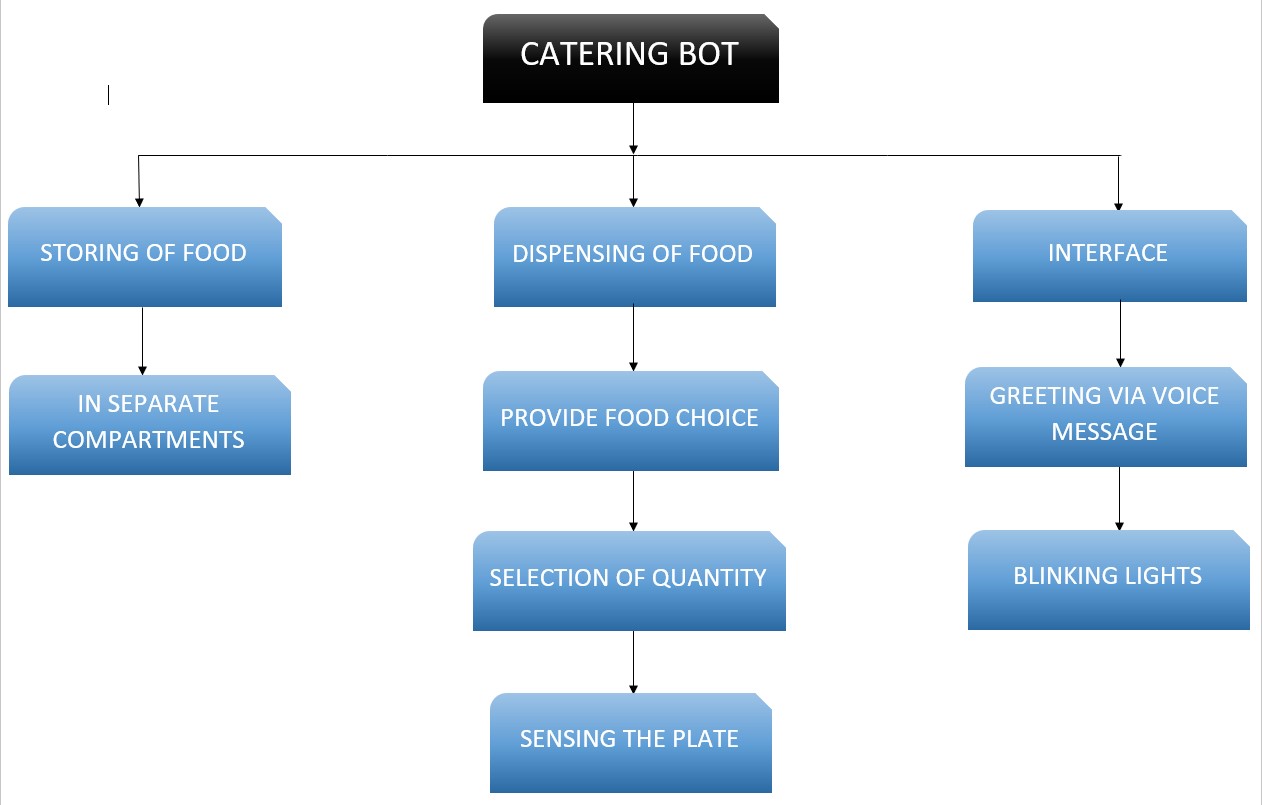 CATERING BOT
STORING OF FOOD
DISPENSING OF FOOD
INTERFACE
IN SEPARATE
COMPARTMENTS
PROVIDE FOOD CHOICE
GREETING VIA VOICE
MESSAGE
SELECTION OF QUANTITY
BLINKING LIGHTS
SENSING THE PLATE